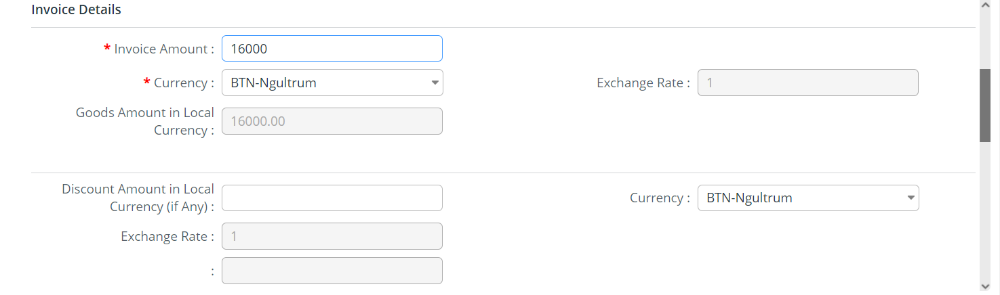 Invoice Details
* Invoice Amount : 16000
* Currency : BTN-Ngultrum Exchange Rate : 1
Goods Amount in Local
Currency : 16000.00
Discount Amount in Local
Currency (if Any) : Currency : BTN-Ngultrum
Exchange Rate : 1
: